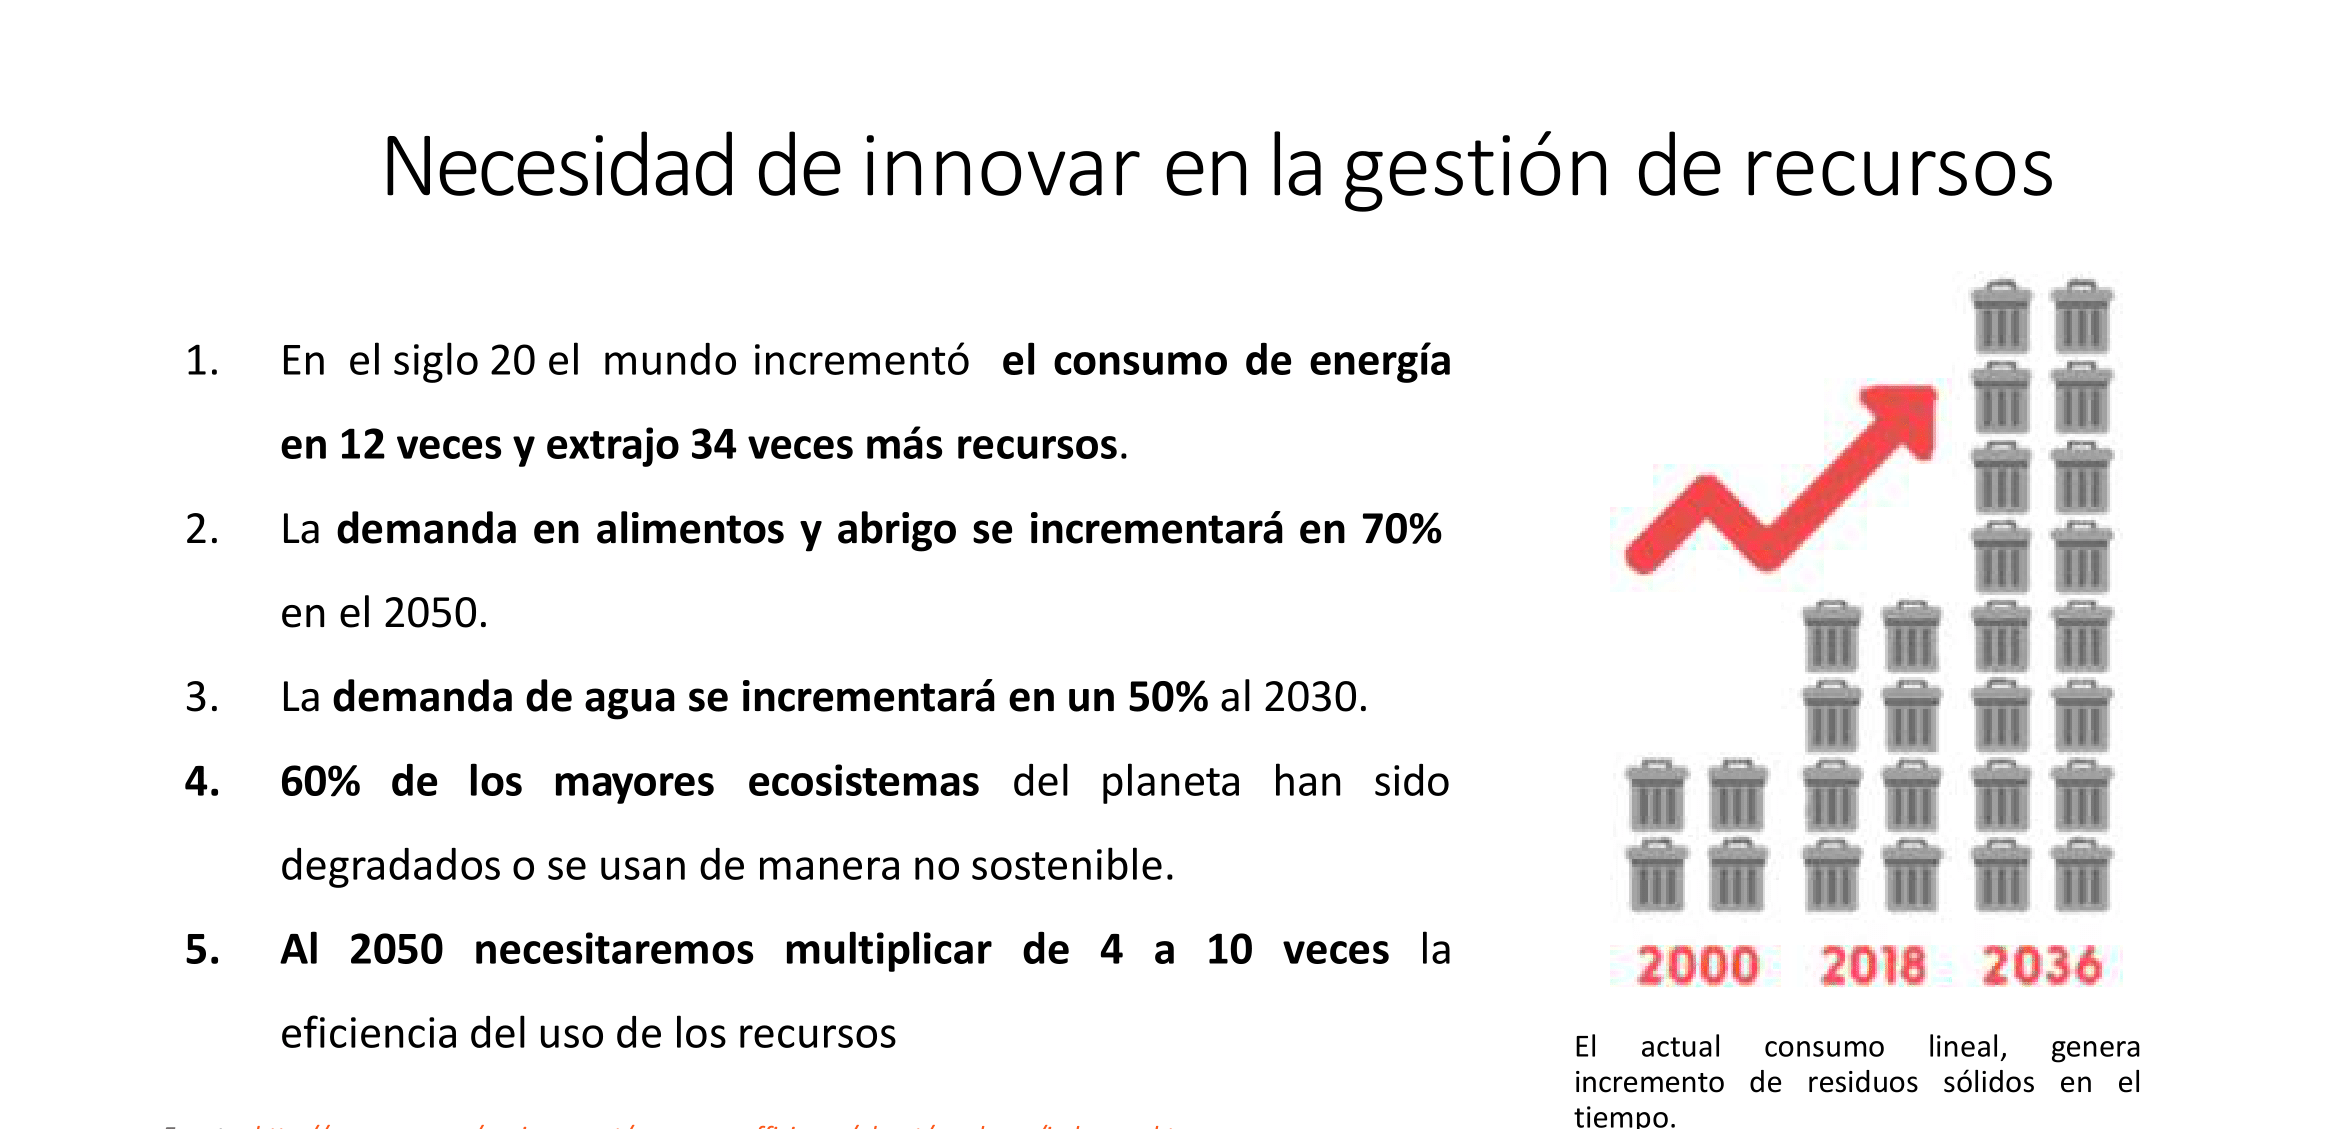 Necesidad de innovar en la gestión de recursos
1. En el siglo 20 el mundo incrementó el consumo de energía
en 12 veces y extrajo 34 veces más recursos.
2. La demanda en alimentos y abrigo se incrementará en 70%
en el 2050.
3. La demanda de agua se incrementará en un 50% al 2030.
4. 60% de los mayores ecosistemas del planeta han sido
degradados o se usan de manera no sostenible.
5. Al 2050 necesitaremos multiplicar de 4 a 10 veces la
eficiencia del uso de los recursos
2000 2018 2036
El actual consumo lineal, genera
incremento de residuos sólidos en el
tiempo.